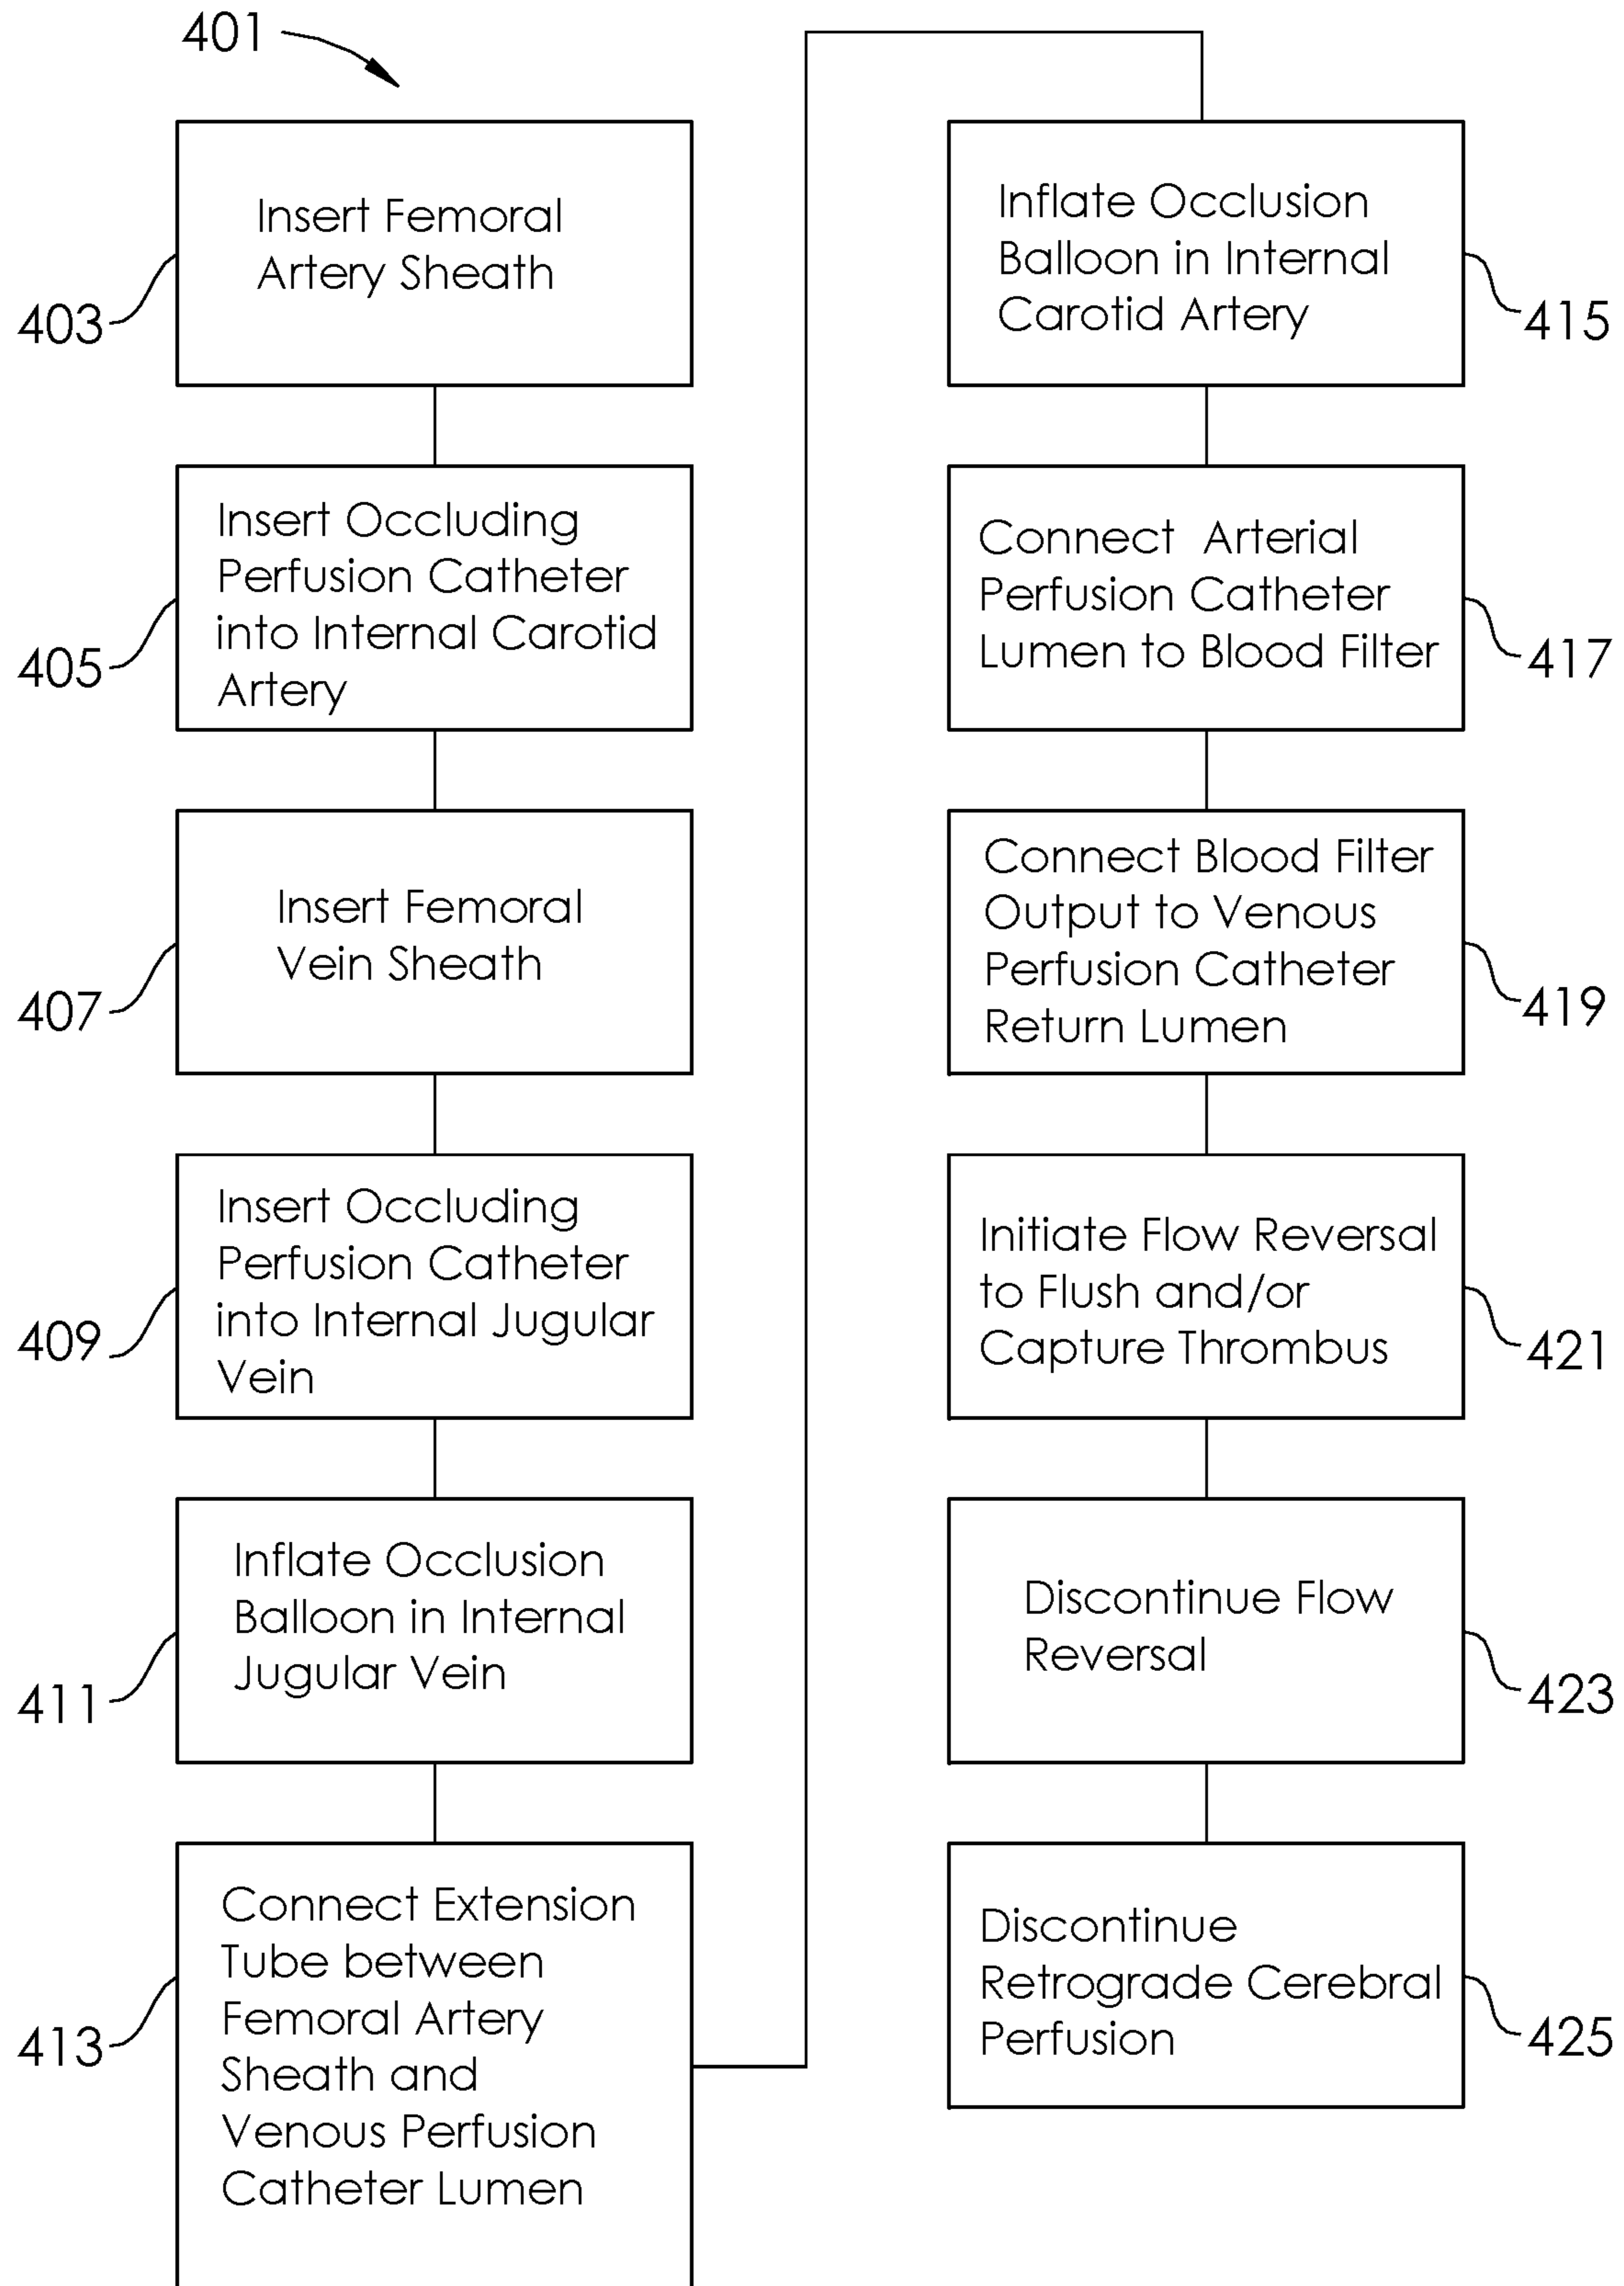 401
Insert Femoral
Artery Sheath
403
Insert Occluding
Perfusion Catheter
into Internal Carotid
Artery
405
Insert Femoral
Vein Sheath
407
Insert Occluding
Perfusion Catheter
into Internal Jugular
Vein
409
Inflate Occlusion
Balloon in Internal
Jugular Vein
411
Connect Extension
Tube between
Femoral Artery
Sheath and
Venous Perfusion
Catheter Lumen
413
Inflate Occlusion
Balloon in Internal
Carotid Artery
415
Connect Arterial
Perfusion Catheter
Lumen to Blood Filter
417
Connect Blood Filter
Output to Venous
Perfusion Catheter
Return Lumen
419
Initiate Flow Reversal
to Flush and/or
Capture Thrombus
421
Discontinue Flow
Reversal
423
Discontinue
Retrograde Cerebral
Perfusion
425